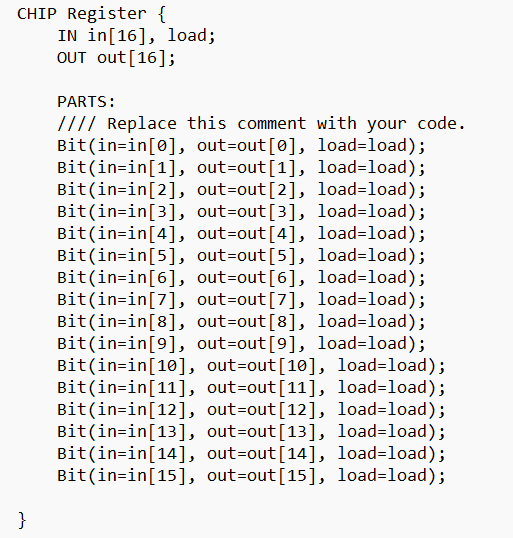 CHIP Register {
    IN in[16], load;
    OUT out[16];

    PARTS:
    //// Replace this comment with your code.
    Bit(in=in[0], out=out[0], load=load);
    Bit(in=in[1], out=out[1], load=load);
    Bit(in=in[2], out=out[2], load=load);
    Bit(in=in[3], out=out[3], load=load);
    Bit(in=in[4], out=out[4], load=load);
    Bit(in=in[5], out=out[5], load=load);
    Bit(in=in[6], out=out[6], load=load);
    Bit(in=in[7], out=out[7], load=load);
    Bit(in=in[8], out=out[8], load=load);
    Bit(in=in[9], out=out[9], load=load);
    Bit(in=in[10], out=out[10], load=load);
    Bit(in=in[11], out=out[11], load=load);
    Bit(in=in[12], out=out[12], load=load);
    Bit(in=in[13], out=out[13], load=load);
    Bit(in=in[14], out=out[14], load=load);
    Bit(in=in[15], out=out[15], load=load);

}